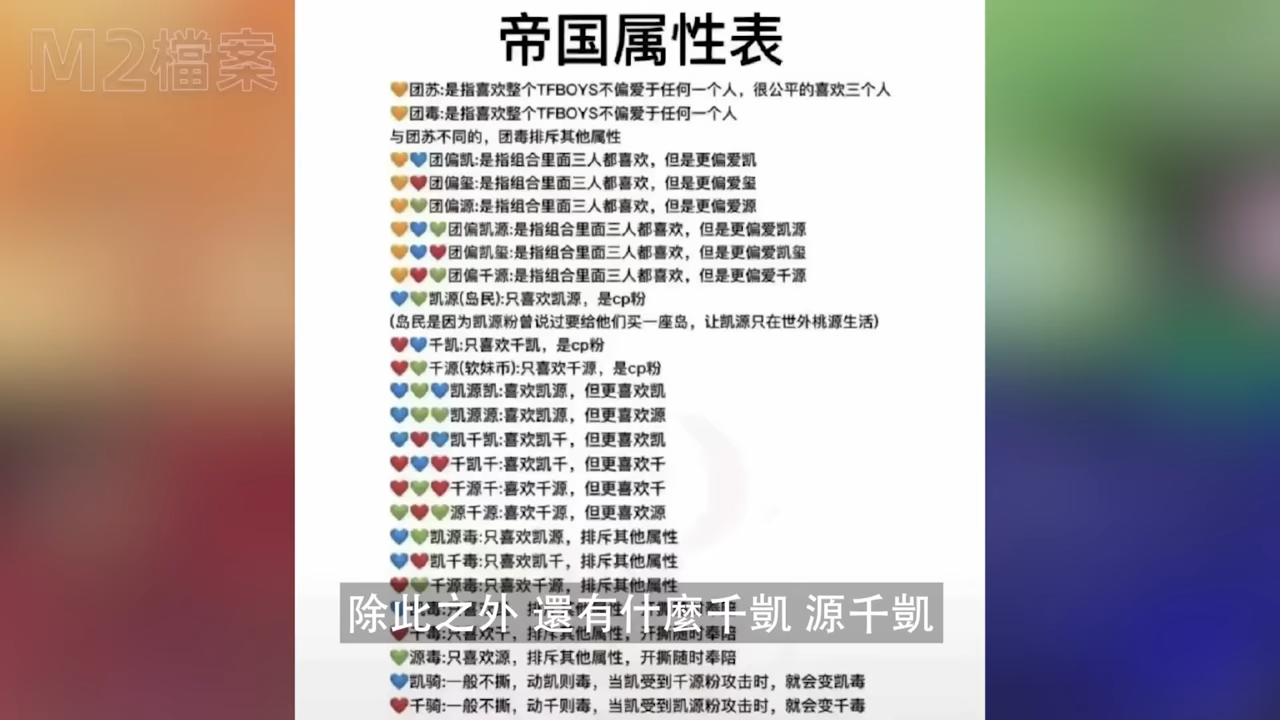 M2檔案
帝国属性表
🧡团苏:是指喜欢整个TFBOYS不偏爱于任何一个人，很公平的喜欢三个人
🧡团毒:是指喜欢整个TFBOYS不偏爱于任何一个人
与团苏不同的，团毒排斥其他属性
🧡💙团偏凯:是指组合里面三人都喜欢，但是更偏爱凯
🧡❤️团偏玺:是指组合里面三人都喜欢，但是更偏爱玺
🧡💚团偏源:是指组合里面三人都喜欢，但是更偏爱源
🧡💙💚团偏凯源:是指组合里面三人都喜欢，但是更偏爱凯源
🧡💙❤️团偏凯玺:是指组合里面三人都喜欢，但是更偏爱凯玺
🧡❤️💚团偏千源:是指组合里面三人都喜欢，但是更偏爱千源
💙💚凯源(岛民):只喜欢凯源，是cp粉
(岛民是因为凯源粉曾说过要给他们买一座岛，让凯源只在世外桃源生活)
❤️💙千凯:只喜欢千凯，是cp粉
❤️💚千源(软妹币):只喜欢千源，是cp粉
💙💚💙凯源凯:喜欢凯源，但更喜欢凯
💙💚💚凯源源:喜欢凯源，但更喜欢源
💙❤️💙凯千凯:喜欢凯千，但更喜欢凯
❤️💙❤️千凯千:喜欢凯千，但更喜欢千
❤️💚❤️千源千:喜欢千源，但更喜欢千
💚❤️💚源千源:喜欢千源，但更喜欢源
💙💚凯源毒:只喜欢凯源，排斥其他属性
💙❤️凯千毒:只喜欢凯千，排斥其他属性
❤️💚千源毒:只喜欢千源，排斥其他属性
除此之外 還有什麼千凱 源千凱
❤️千毒:只喜欢千，排斥其他属性，开撕随时奉陪
💚源毒:只喜欢源，排斥其他属性，开撕随时奉陪
💙凯骑:一般不撕，动凯则毒，当凯受到千源粉攻击时，就会变凯毒
❤️千骑:一般不撕，动千则毒，当千受到凯源粉攻击时，就会变千毒